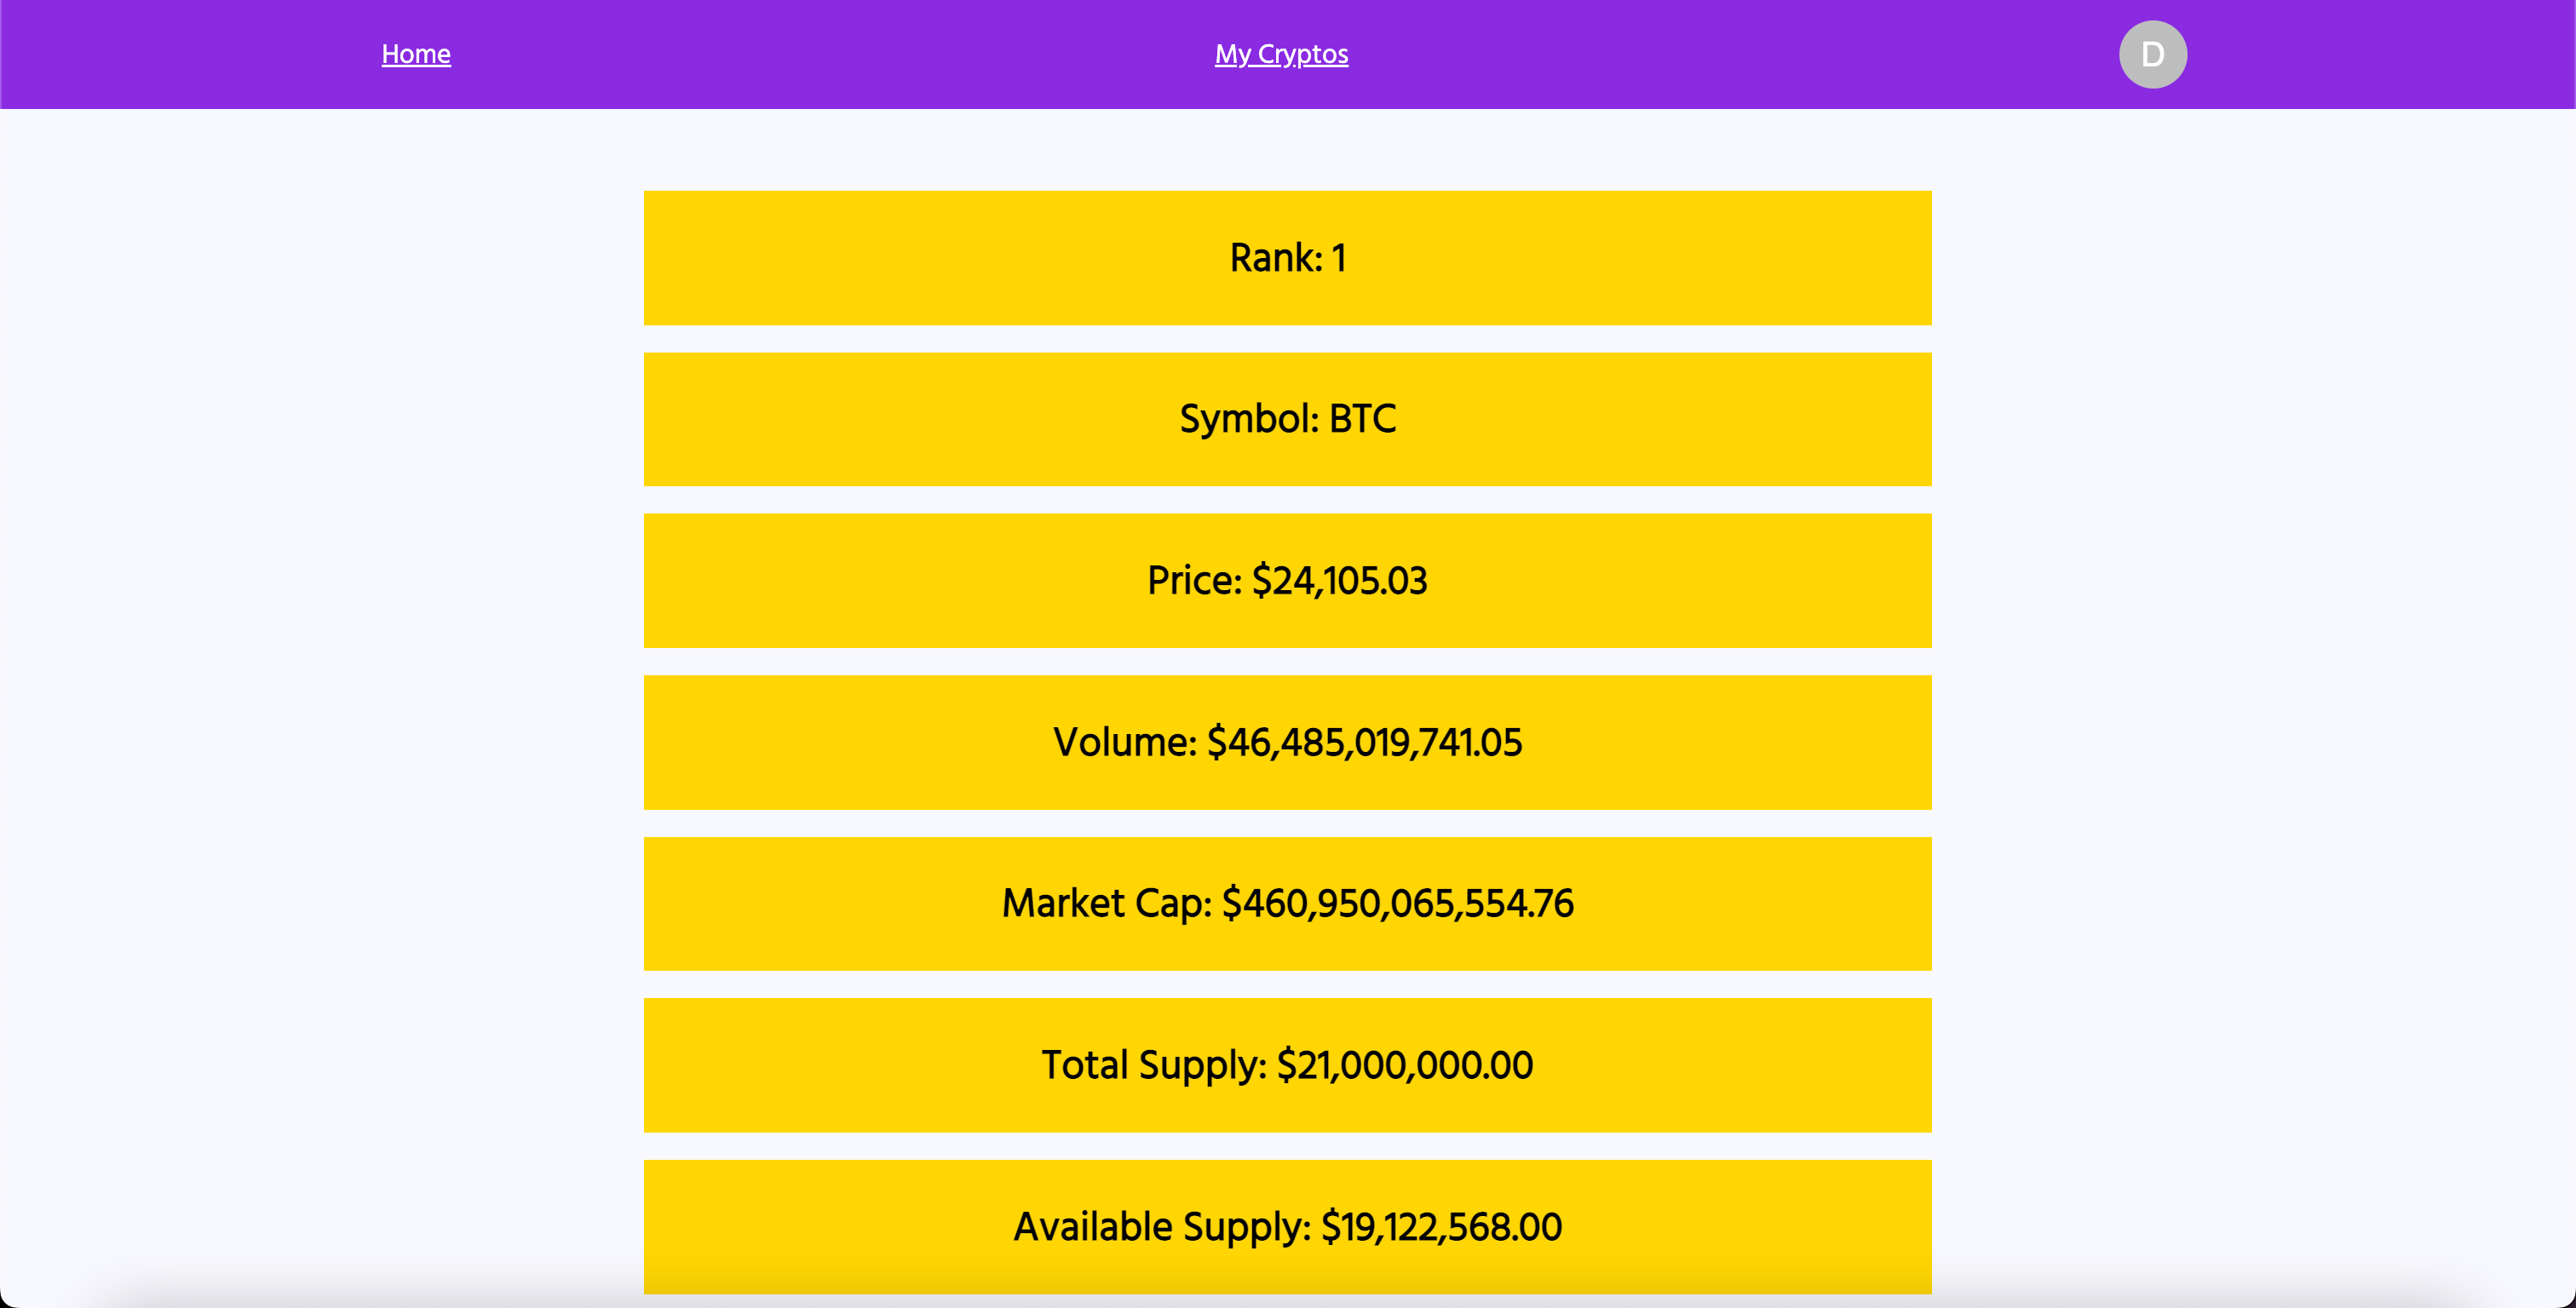 Home
My Cryptos
D
Rank: 1
Symbol: BTC
Price: $24,105.03
Volume: $46,485,019,741.05
Market Cap: $460,950,065,554.76
Total Supply: $21,000,000.00
Available Supply: $19,122,568.00